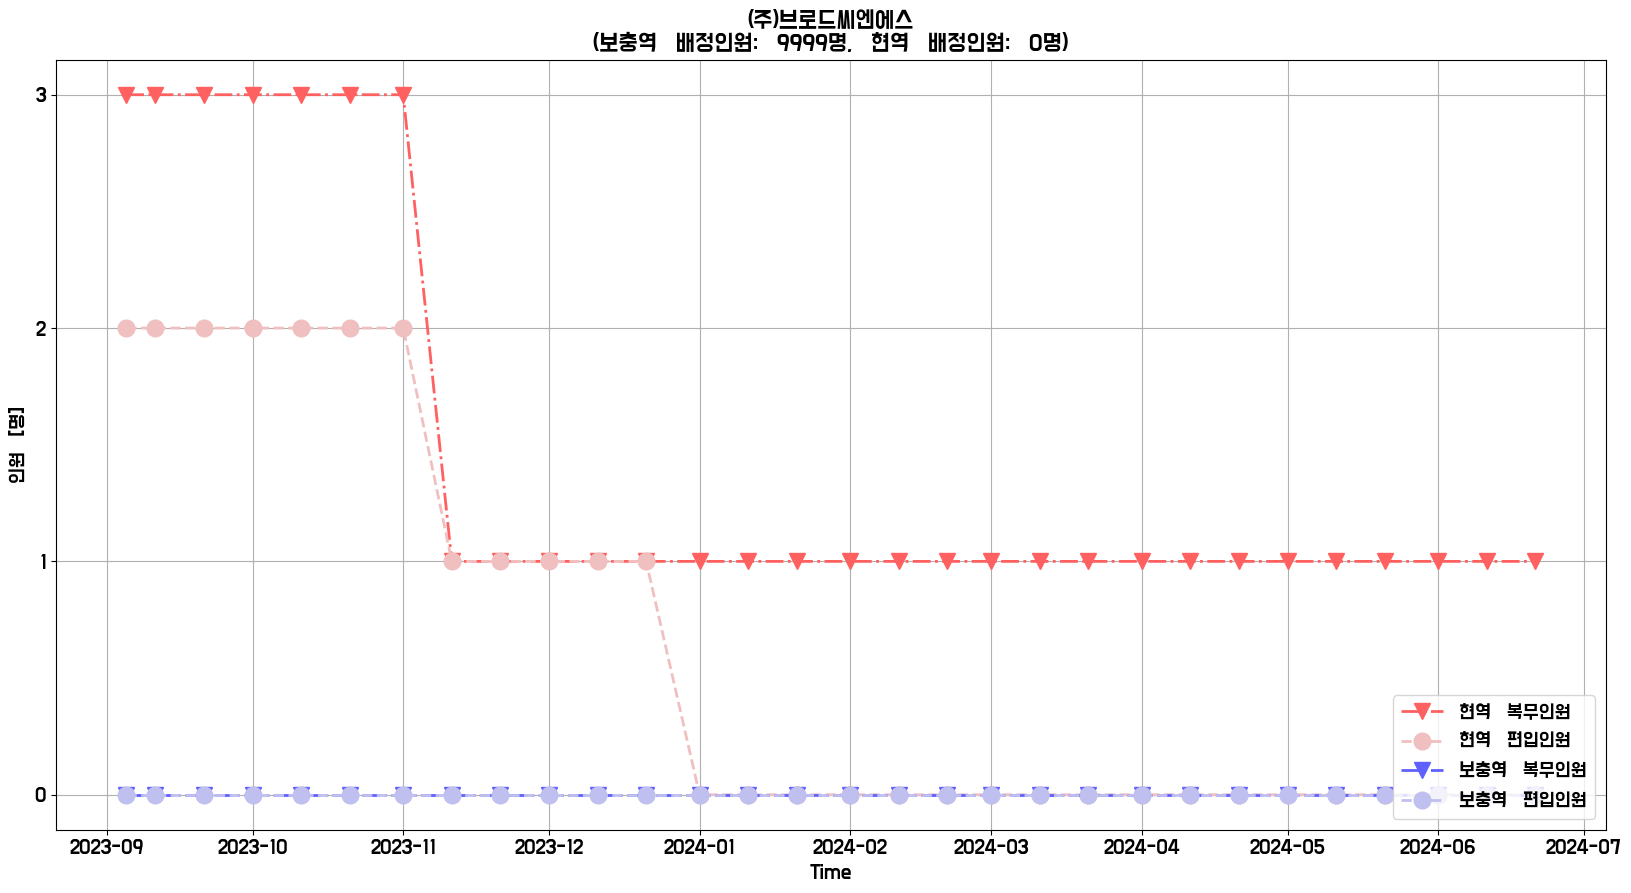 (주)브로드씨엔에스
(보충역 배정인원: 9999명, 현역 배정인원: 0명)
인원 [명]
3
2
1
0
현역 복무인원
현역 편입인원
보충역 복무인원
보충역 편입인원
2023-09 2023-10 2023-11 2023-12 2024-01 2024-02 2024-03 2024-04 2024-05 2024-06 2024-07
Time